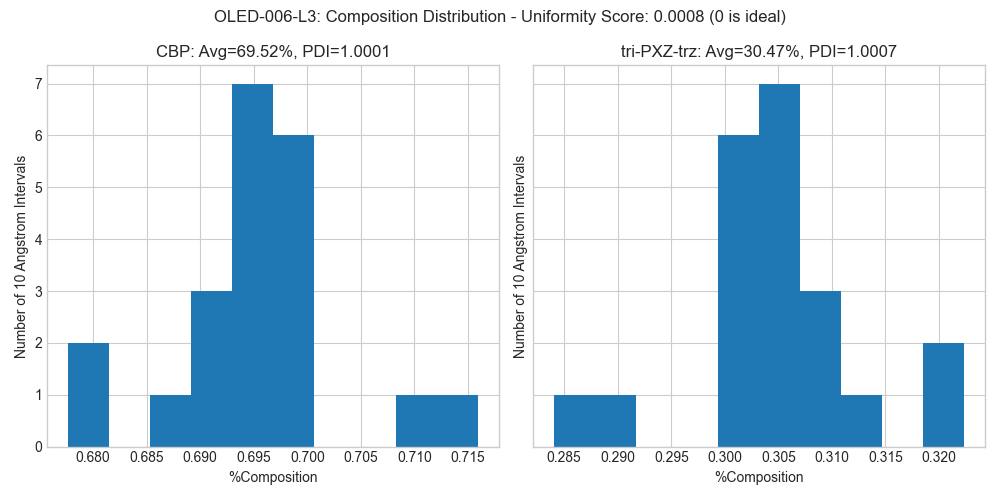 OLED-006-L3: Composition Distribution - Uniformity Score: 0.0008 (0 is ideal)
CBP: Avg=69.52%, PDI=1.0001
Number of 10 Angstrom Intervals
7
6
5
4
3
2
1
0
0.680 0.685 0.690 0.695 0.700 0.705 0.710 0.715
%Composition
tri-PXZ-trz: Avg=30.47%, PDI=1.0007
Number of 10 Angstrom Intervals
0.285 0.290 0.295 0.300 0.305 0.310 0.315 0.320
%Composition